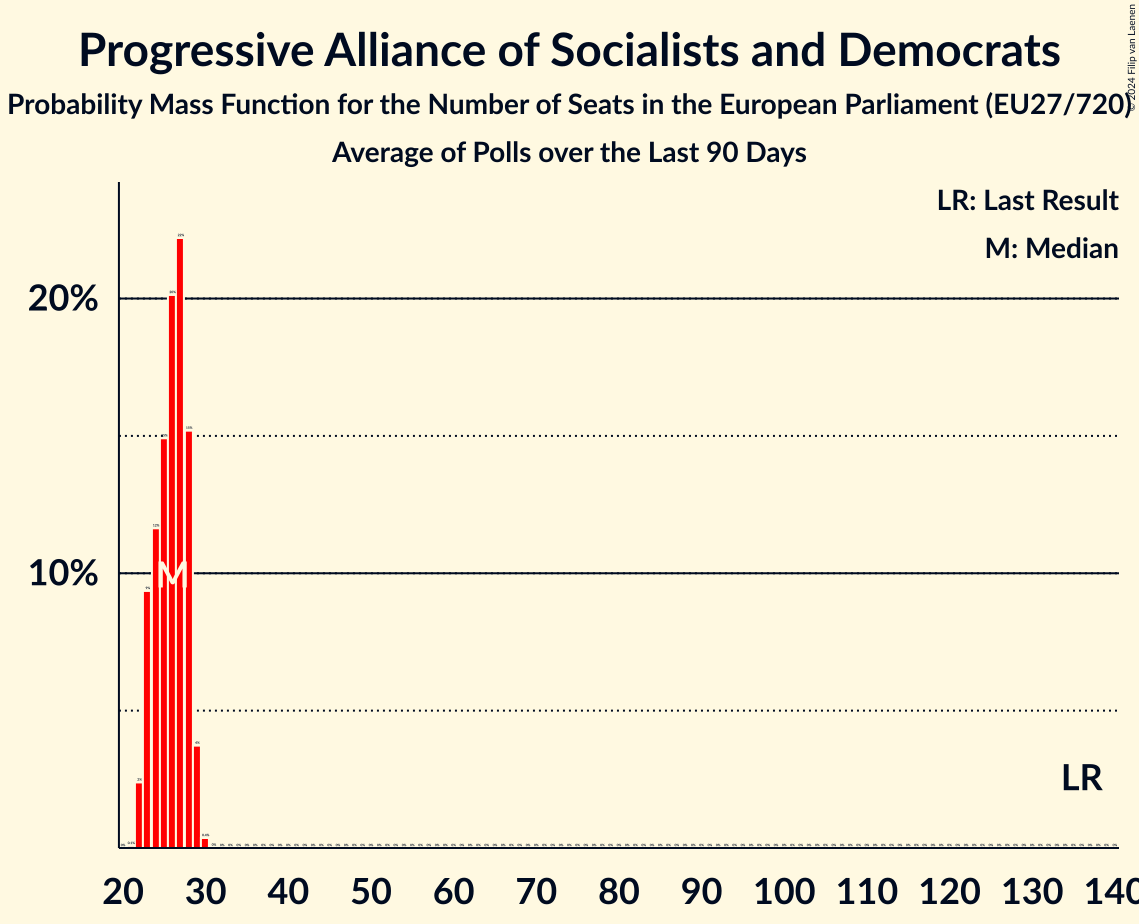 Progressive Alliance of Socialists and Democrats
Probability Mass Function for the Number of Seats in the European Parliament (EU27/720)
Average of Polls over the Last 90 Days
© 2024 Filip van Laenen
LR: Last Result
M: Median
20%
10%
M
LR
20 30 40 50 60 70 80 90 100 110 120 130 140